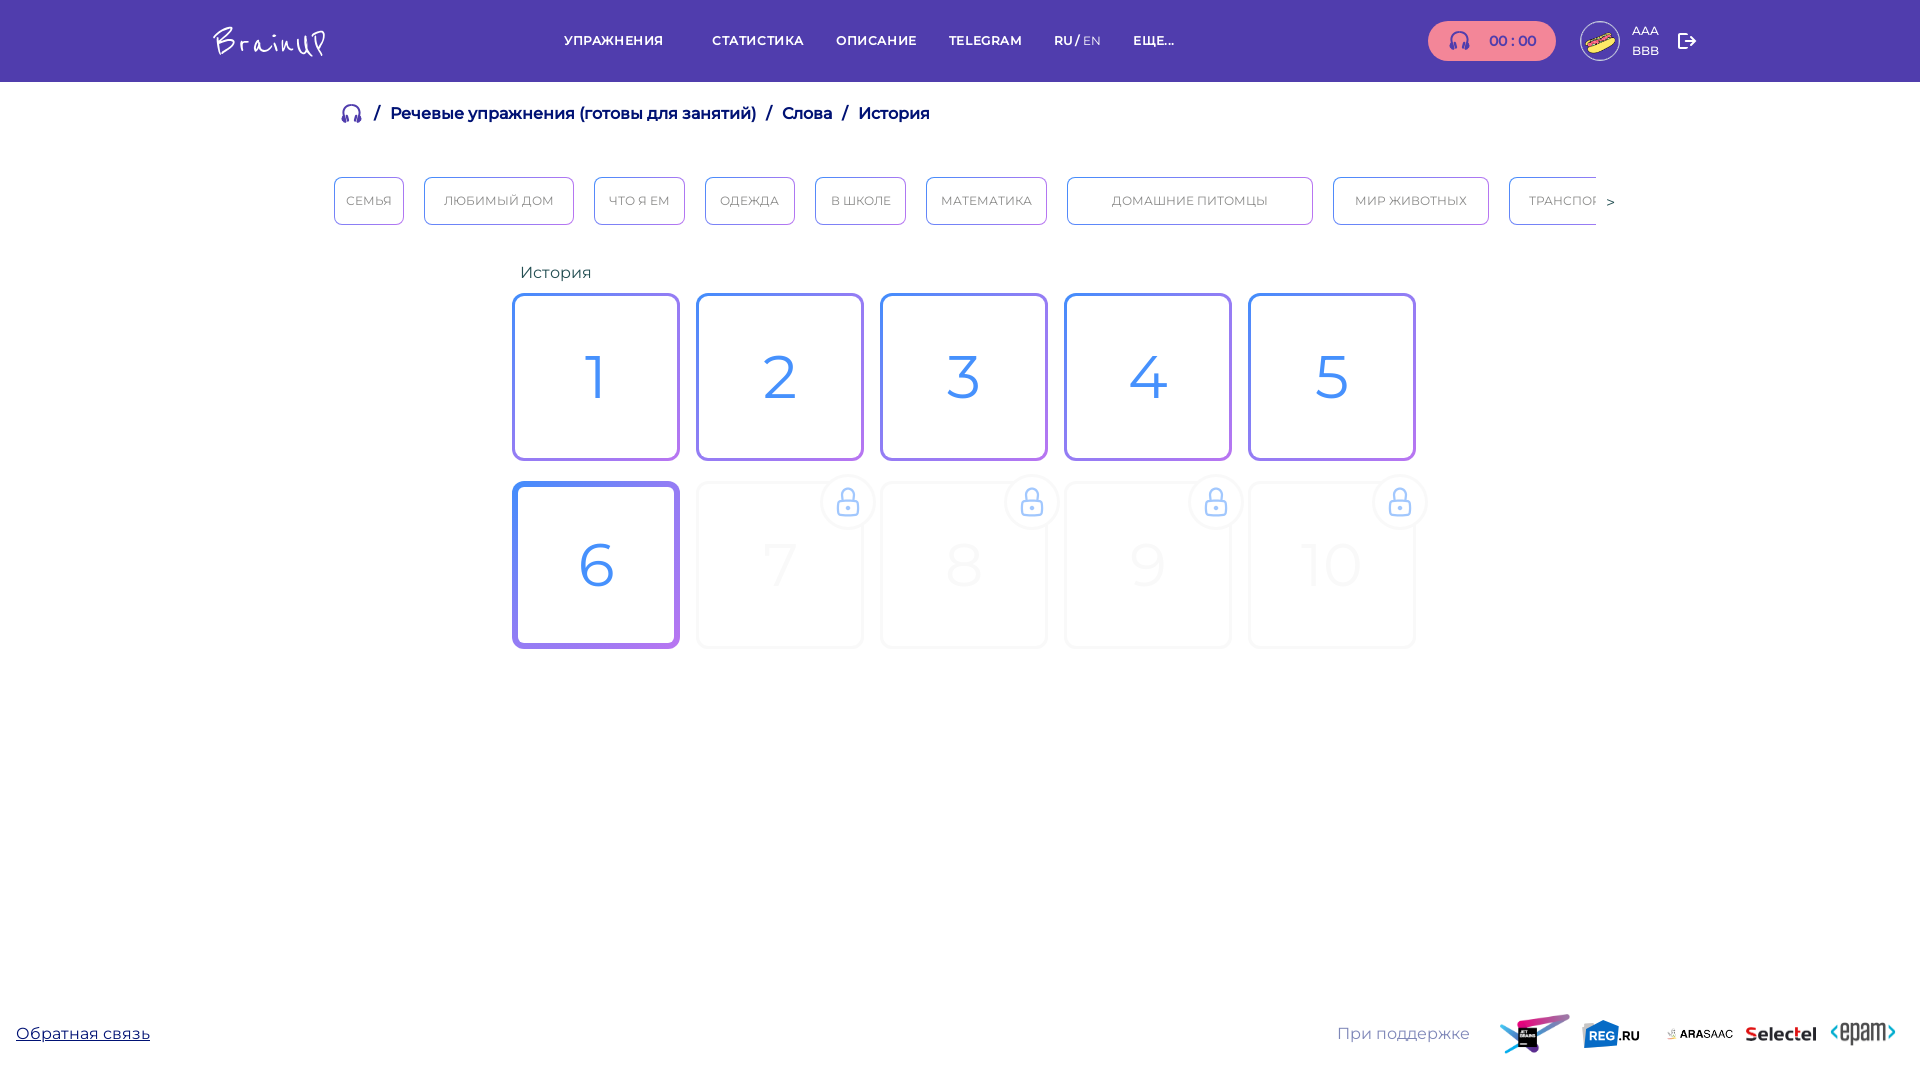 BrainUP
УПРАЖНЕНИЯ СТАТИСТИКА ОПИСАНИЕ TELEGRAM RU / EN ЕЩЕ...
00 : 00
AAA
BBB
/ Речевые упражнения (готовы для занятий) / Слова / История
СЕМЬЯ ЛЮБИМЫЙ ДОМ ЧТО Я ЕМ ОДЕЖДА В ШКОЛЕ МАТЕМАТИКА ДОМАШНИЕ ПИТОМЦЫ МИР ЖИВОТНЫХ ТРАНСПОР >
История
1 2 3 4 5
6 7 8 9 10
Обратная связь
При поддержке
JET BRAINS
REG.RU
ARASAAC
Selectel
<epam>